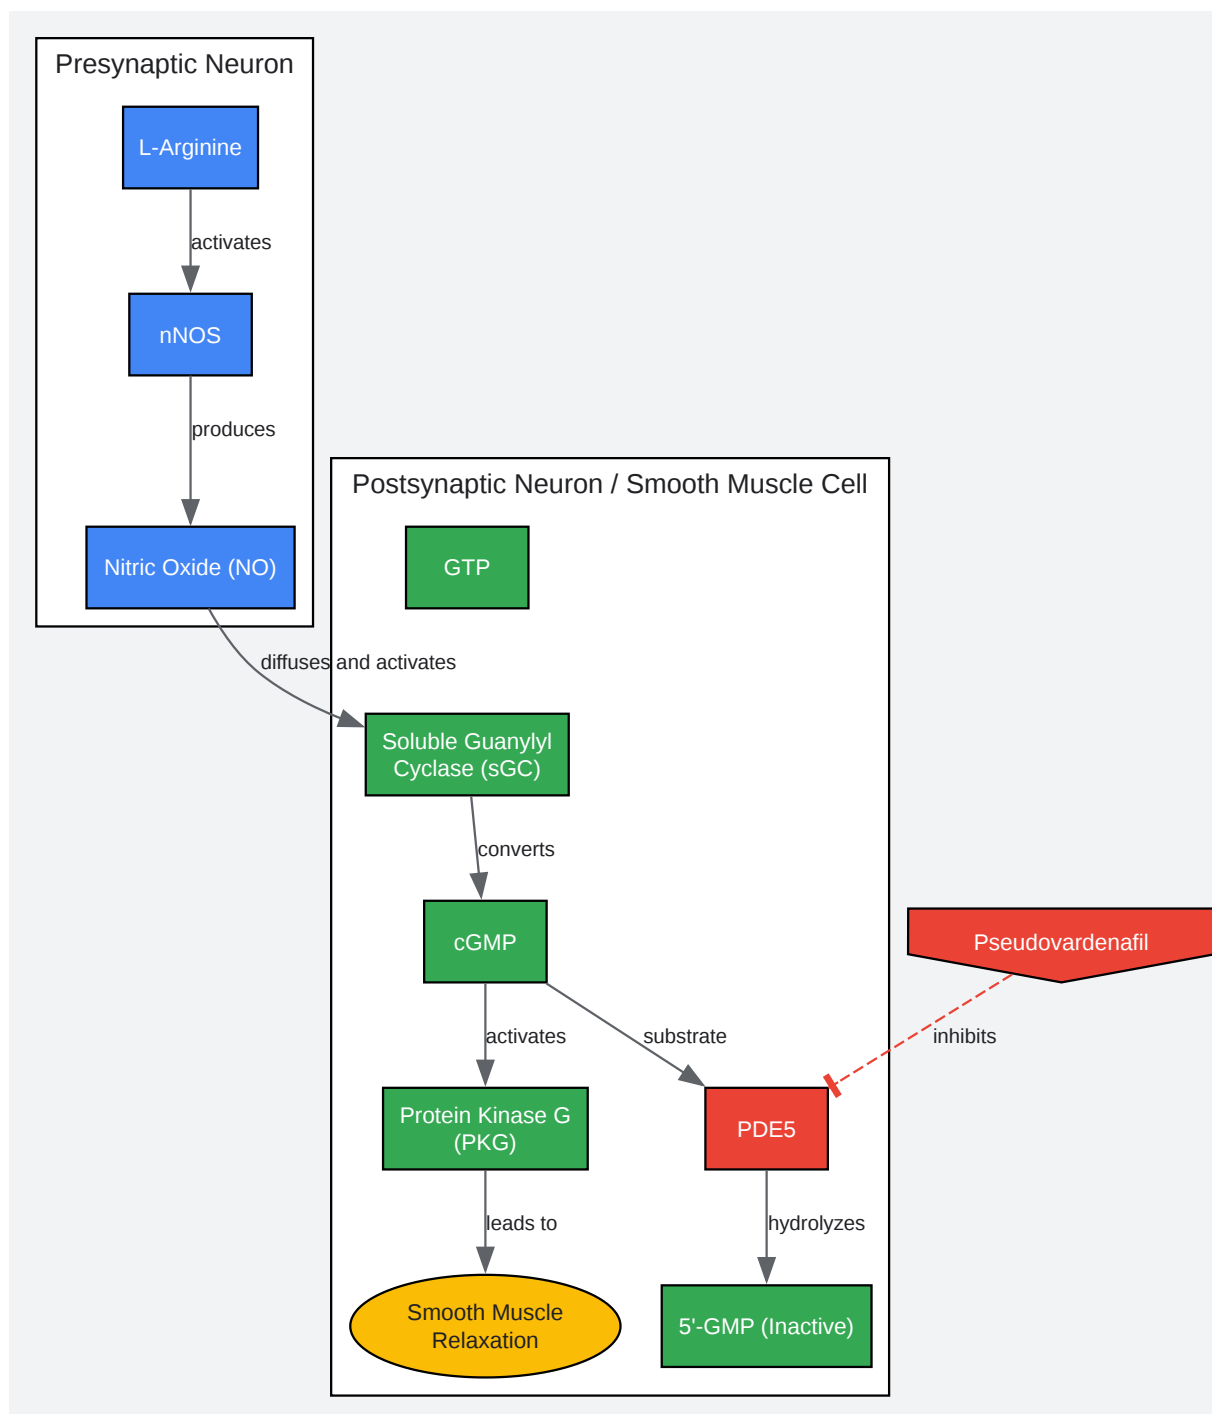 Presynaptic Neuron
L-Arginine
activates
nNOS
produces
Nitric Oxide (NO)
diffuses and activates
Postsynaptic Neuron / Smooth Muscle Cell
GTP
Soluble Guanylyl
Cyclase (sGC)
converts
cGMP
activates
substrate
Protein Kinase G
(PKG)
PDE5
leads to
hydrolyzes
Smooth Muscle
Relaxation
5'-GMP (Inactive)
Pseudovardenafil
inhibits